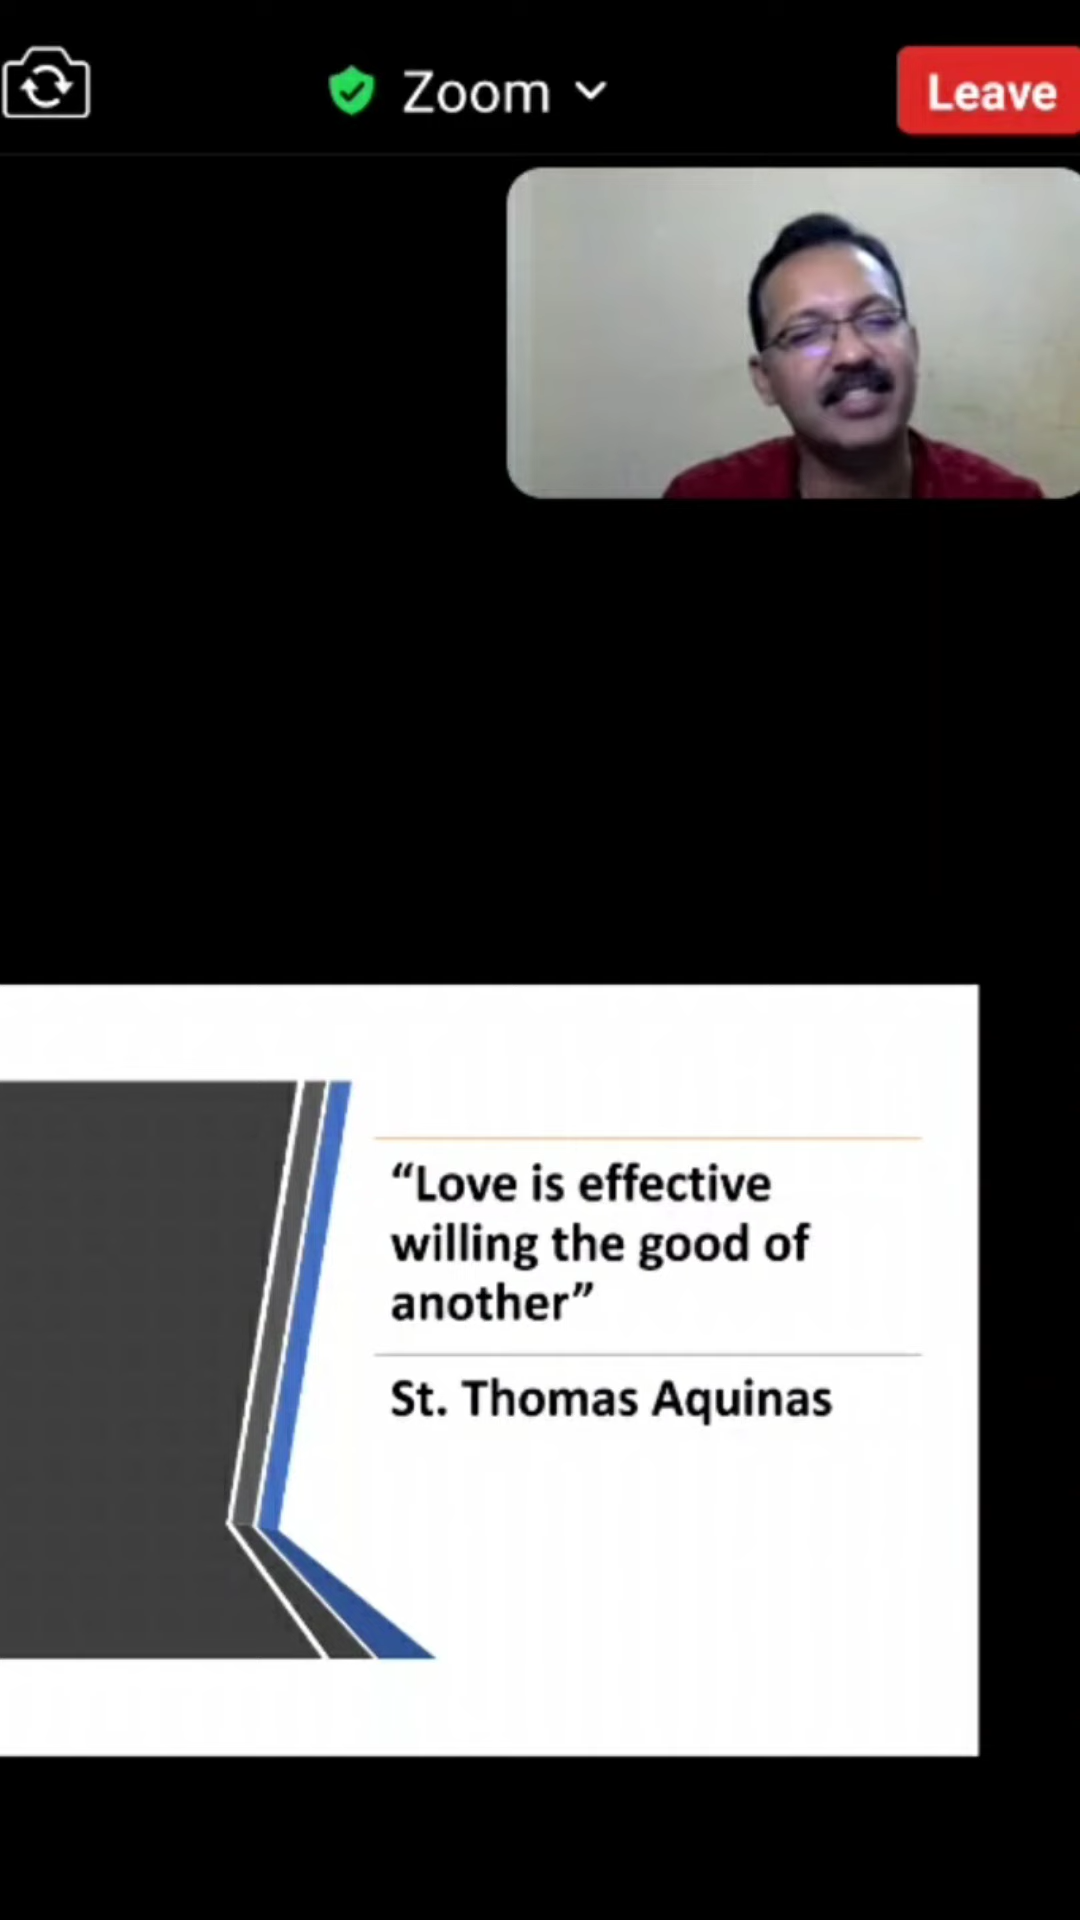 Zoom
Leave
“Love is effective
willing the good of
another”
St. Thomas Aquinas